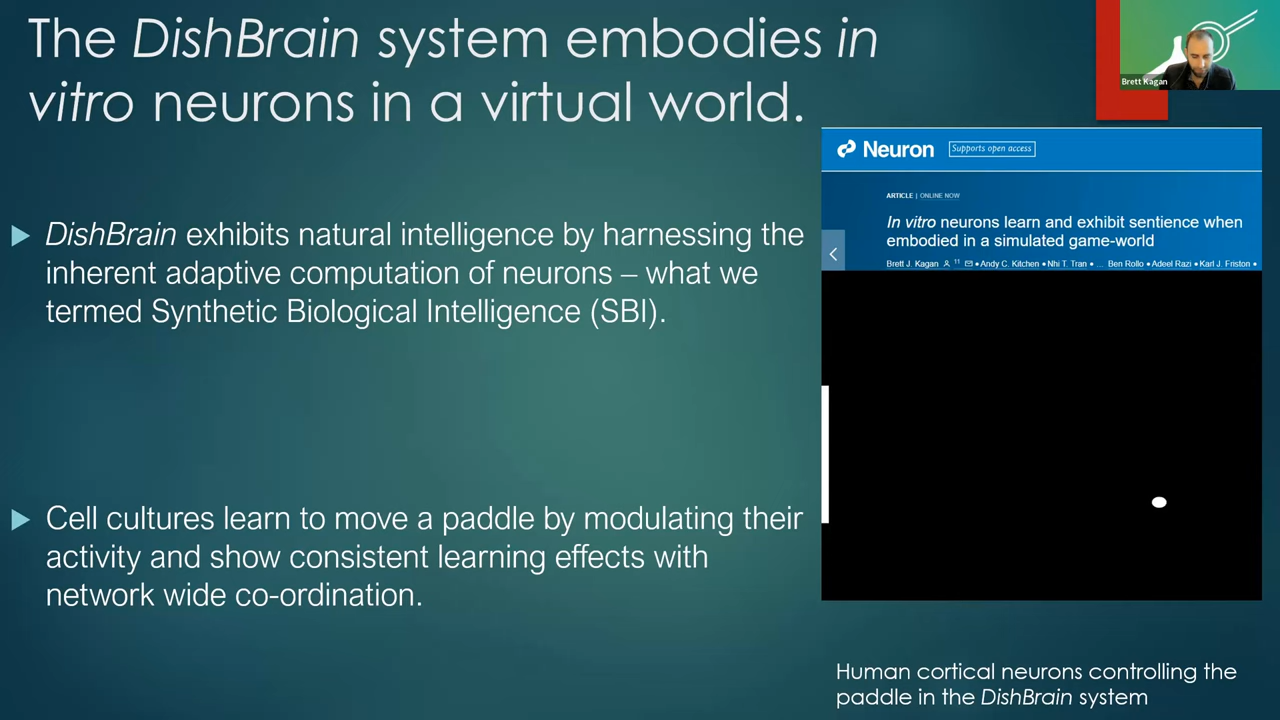 The DishBrain system embodies in
vitro neurons in a virtual world.
Brett Kagan
Neuron
Supports open access
ARTICLE | ONLINE NOW
In vitro neurons learn and exhibit sentience when
embodied in a simulated game-world
Brett J. Kagan 11 • Andy C. Kitchen • Nhi T. Tran • ... Ben Rollo • Adeel Razi • Karl J. Friston •
DishBrain exhibits natural intelligence by harnessing the
inherent adaptive computation of neurons – what we
termed Synthetic Biological Intelligence (SBI).
Cell cultures learn to move a paddle by modulating their
activity and show consistent learning effects with
network wide co-ordination.
Human cortical neurons controlling the
paddle in the DishBrain system